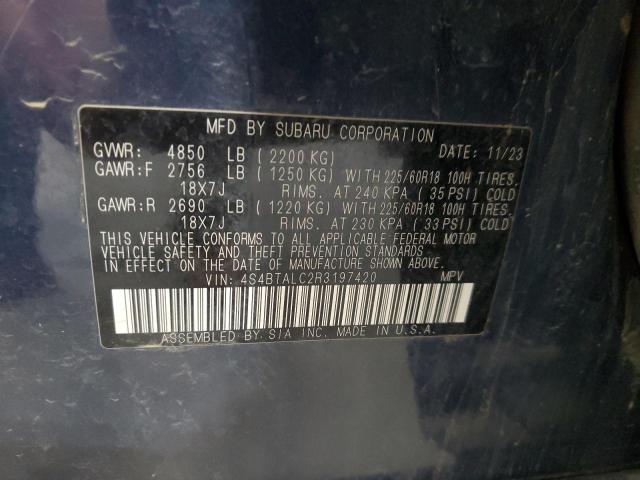 MFD BY SUBARU CORPORATION
GVWR: 4850 LB (2200 KG) DATE: 11/23
GAWR:F 2756 LB (1250 KG) WITH 225/60R18 100H TIRES.
18X7J RIMS. AT 240 KPA (35 PSI) COLD
GAWR:R 2690 LB (1220 KG) WITH 225/60R18 100H TIRES.
18X7J RIMS. AT 230 KPA (33 PSI) COLD
THIS VEHICLE CONFORMS TO ALL APPLICABLE FEDERAL MOTOR
VEHICLE SAFETY AND THEFT PREVENTION STANDARDS
IN EFFECT ON THE DATE OF MANUFACTURE SHOWN ABOVE.
VIN: 4S4BTALC2R3197420 MPV
ASSEMBLED BY SIA INC. MADE IN U.S.A.